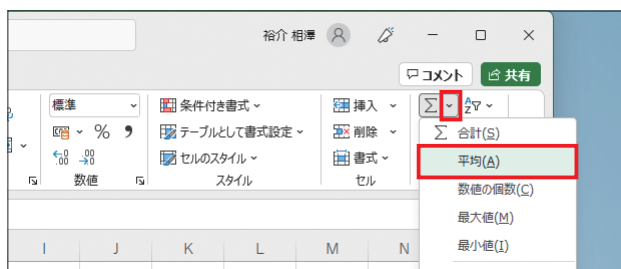 裕介 相澤
コメント
共有
標準
条件付き書式
挿入
Σ
% 9
テーブルとして書式設定
削除
Σ 合計(S)
セルのスタイル
書式
平均(A)
数値
スタイル
セル
数値の個数(C)
最大値(M)
I J K L M N
最小値(I)